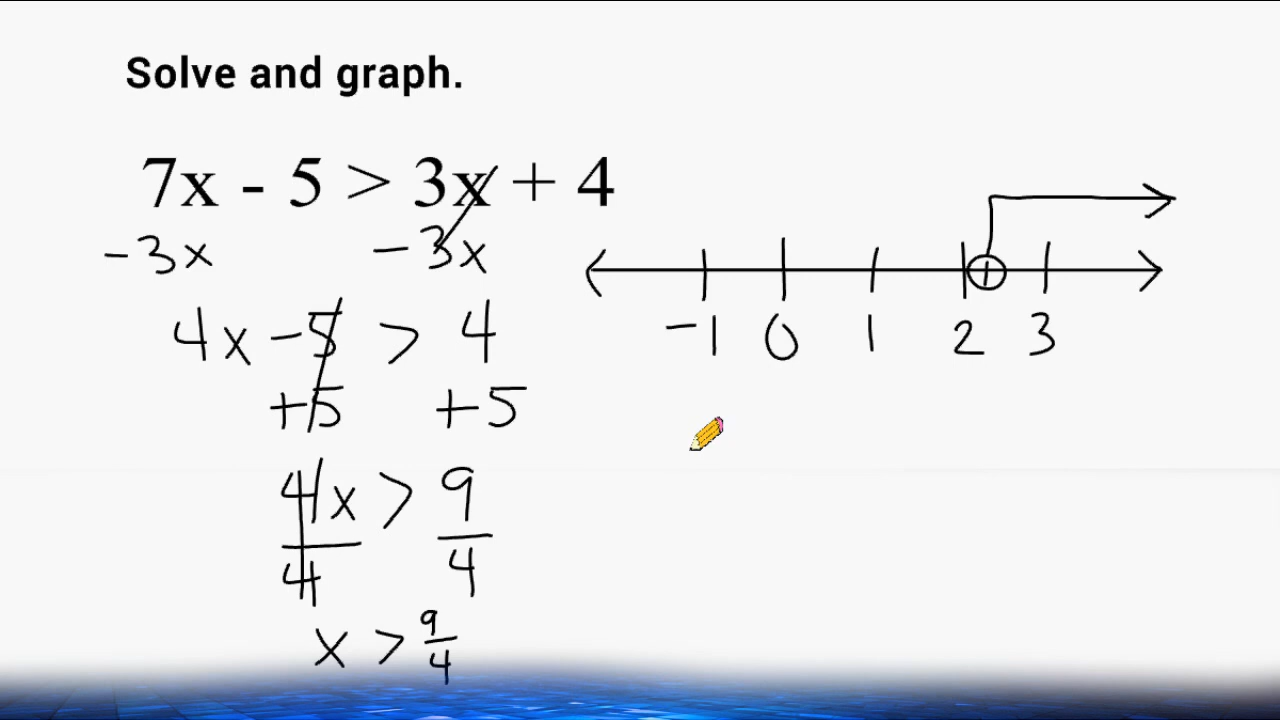 Solve and graph.
7x - 5 > 3x + 4
-3x -3x
4x -5 > 4
+5 +5
4x > 9
4 4
x > 9/4
-1 0 1 2 3